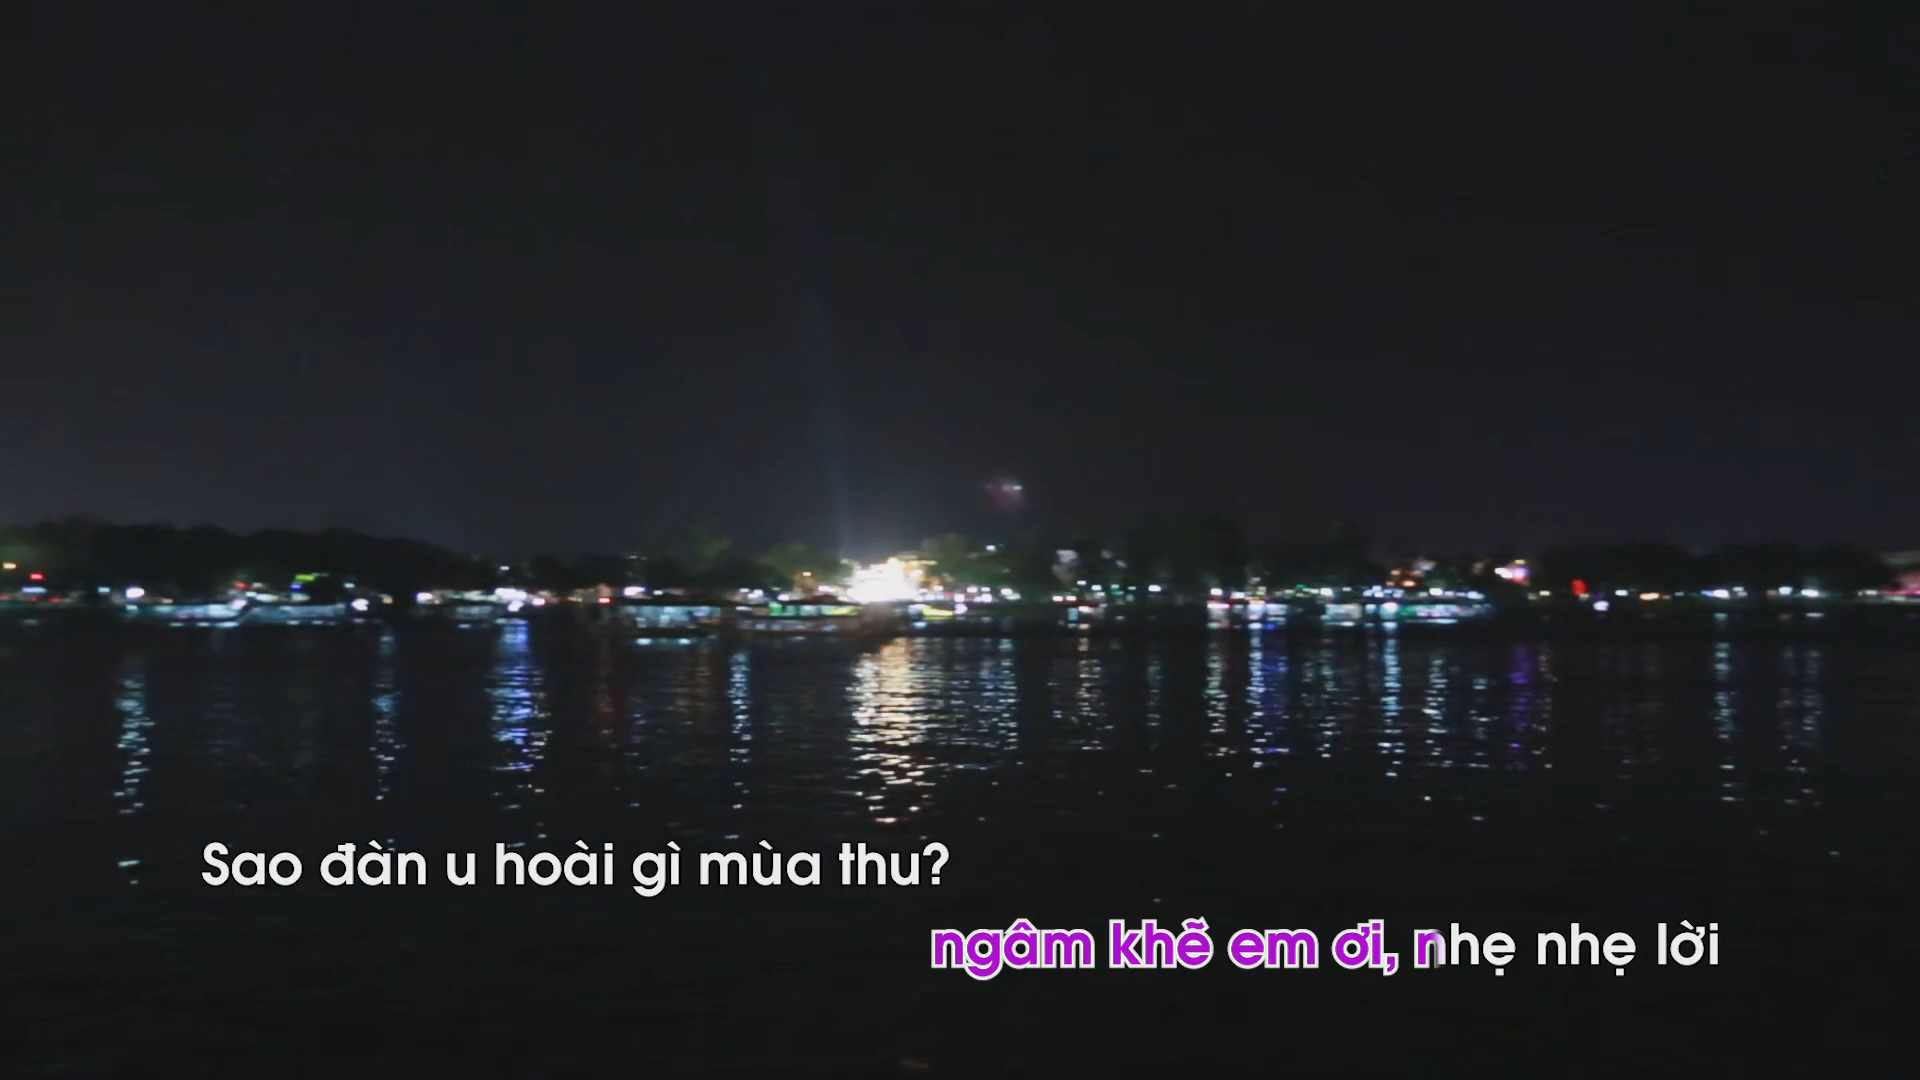 Sao đàn u hoài gì mùa thu?
ngâm khẽ em ơi, nhẹ nhẹ lời